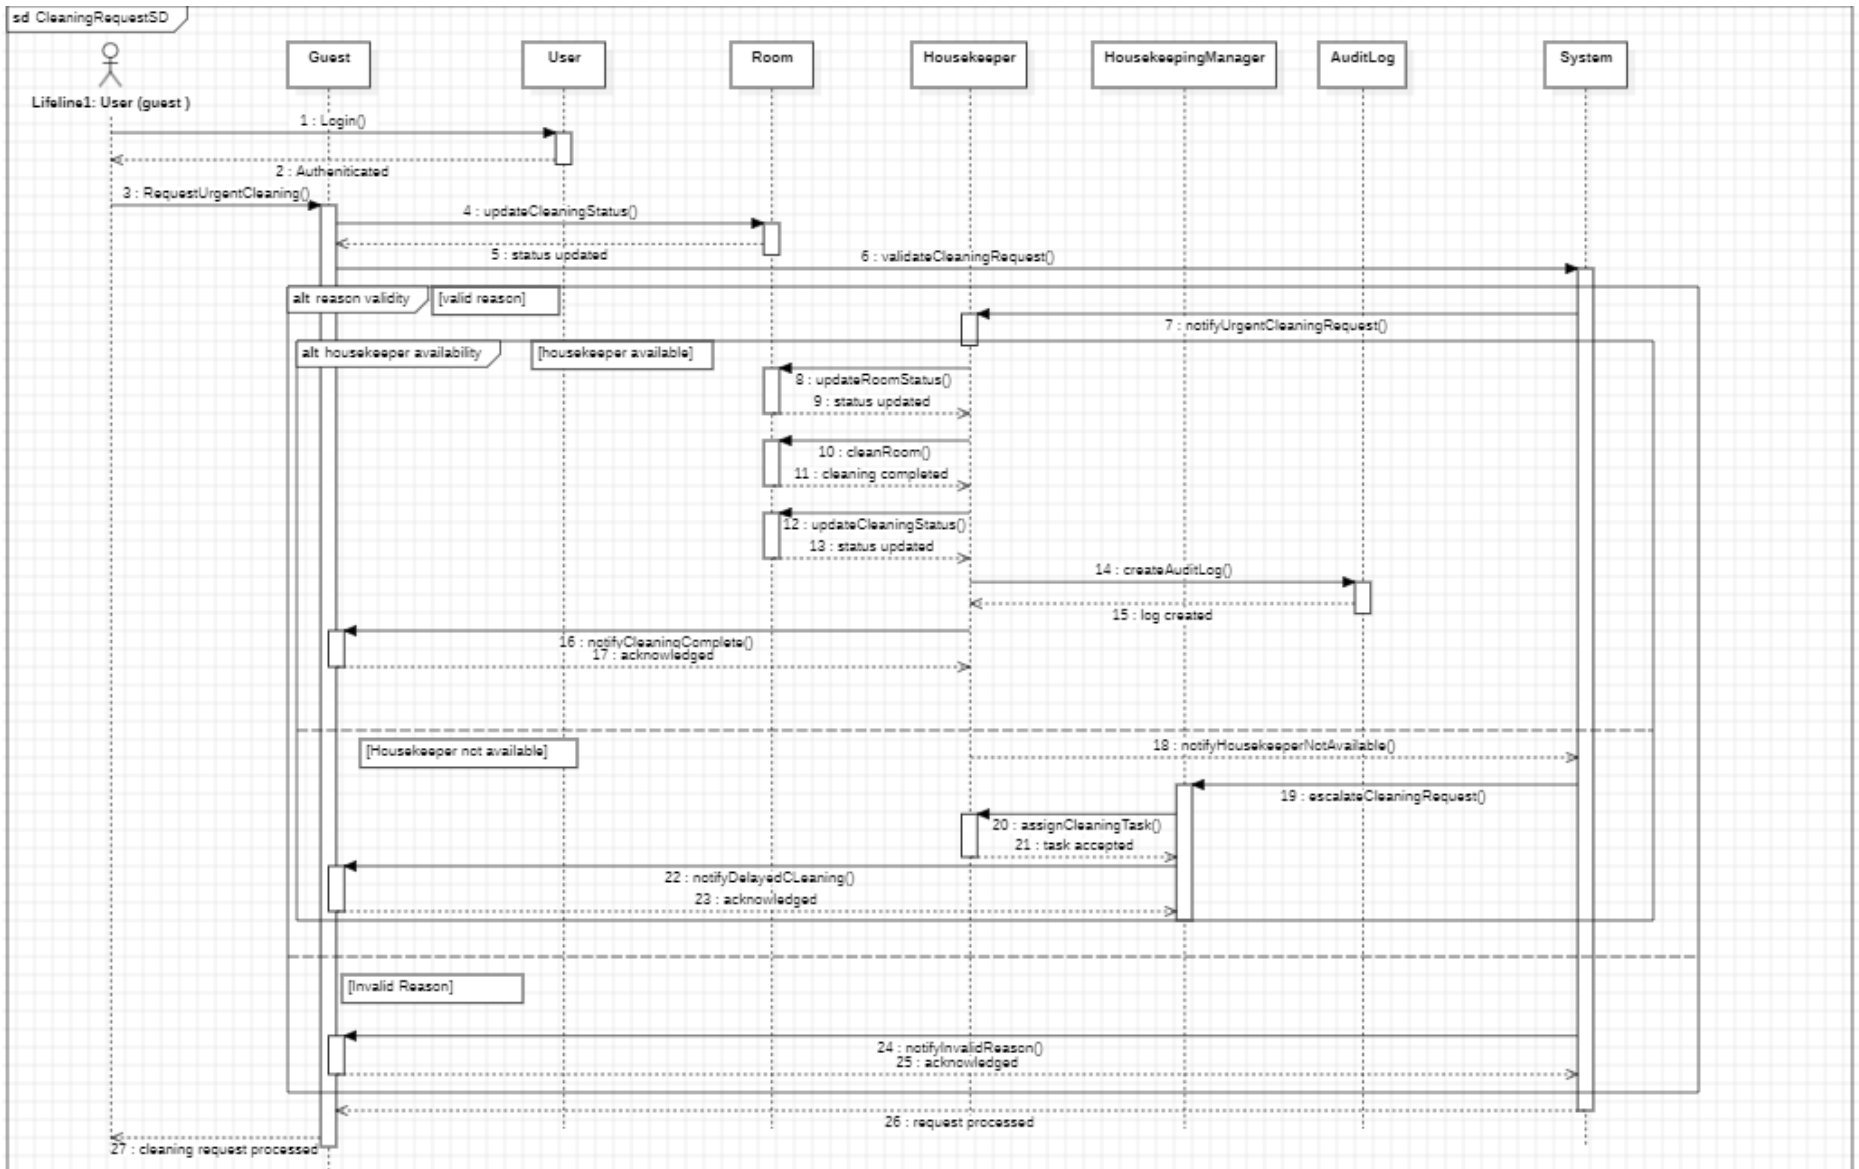 sd CleaningRequestSD
Guest
User
Room
Housekeeper
HousekeepingManager
AuditLog
System
Lifeline1: User (guest )
1 : Login()
2 : Autheniticated
3 : RequestUrgentCleaning()
4 : updateCleaningStatus()
5 : status updated
6 : validateCleaningRequest()
alt reason validity
[valid reason]
7 : notifyUrgentCleaningRequest()
alt housekeeper availability
[housekeeper available]
8 : updateRoomStatus()
9 : status updated
10 : cleanRoom()
11 : cleaning completed
12 : updateCleaningStatus()
13 : status updated
14 : createAuditLog()
15 : log created
16 : notifyCleaningComplete()
17 : acknowledged
[Housekeeper not available]
18 : notifyHousekeeperNotAvailable()
19 : escalateCleaningRequest()
20 : assignCleaningTask()
21 : task accepted
22 : notifyDelayedCLeaning()
23 : acknowledged
[Invalid Reason]
24 : notifyInvalidReason()
25 : acknowledged
26 : request processed
27 : cleaning request processed